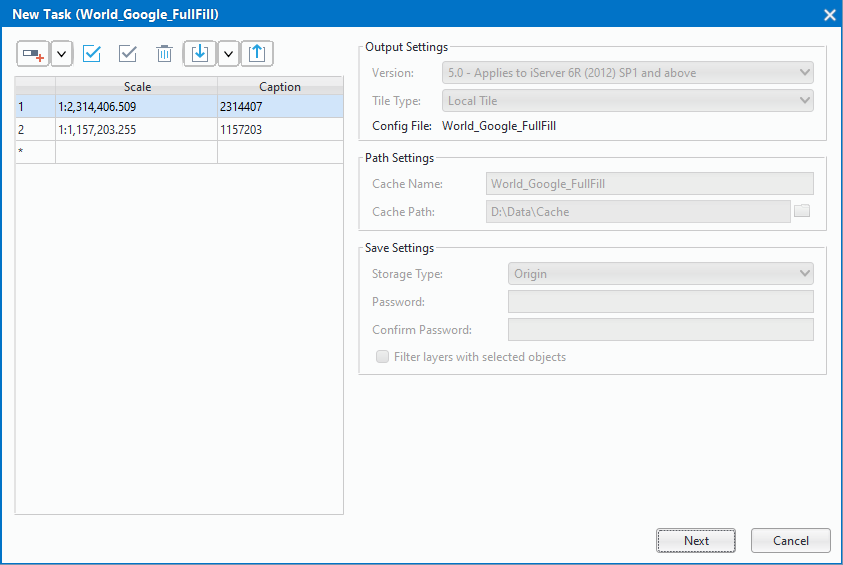 New Task (World_Google_FullFill)
Scale Caption
1 1:2,314,406.509 2314407
2 1:1,157,203.255 1157203
*
Output Settings
Version: 5.0 - Applies to iServer 6R (2012) SP1 and above
Tile Type: Local Tile
Config File: World_Google_FullFill
Path Settings
Cache Name: World_Google_FullFill
Cache Path: D:\Data\Cache
Save Settings
Storage Type: Origin
Password:
Confirm Password:
Filter layers with selected objects
Next Cancel